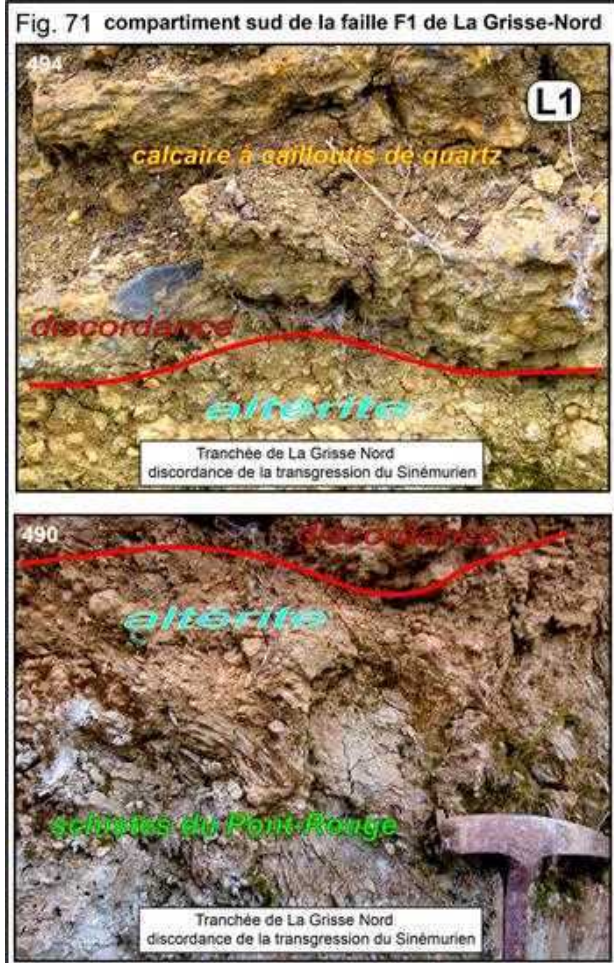 Fig. 71 compartiment sud de la faille F1 de La Grisse-Nord
494
L1
calcaire à cailloutis de quartz
discordance
altérite
Tranchée de La Grisse Nord
discordance de la transgression du Sinémurien
490
discordance
altérite
schistes du Pont-Rouge
Tranchée de La Grisse Nord
discordance de la transgression du Sinémurien